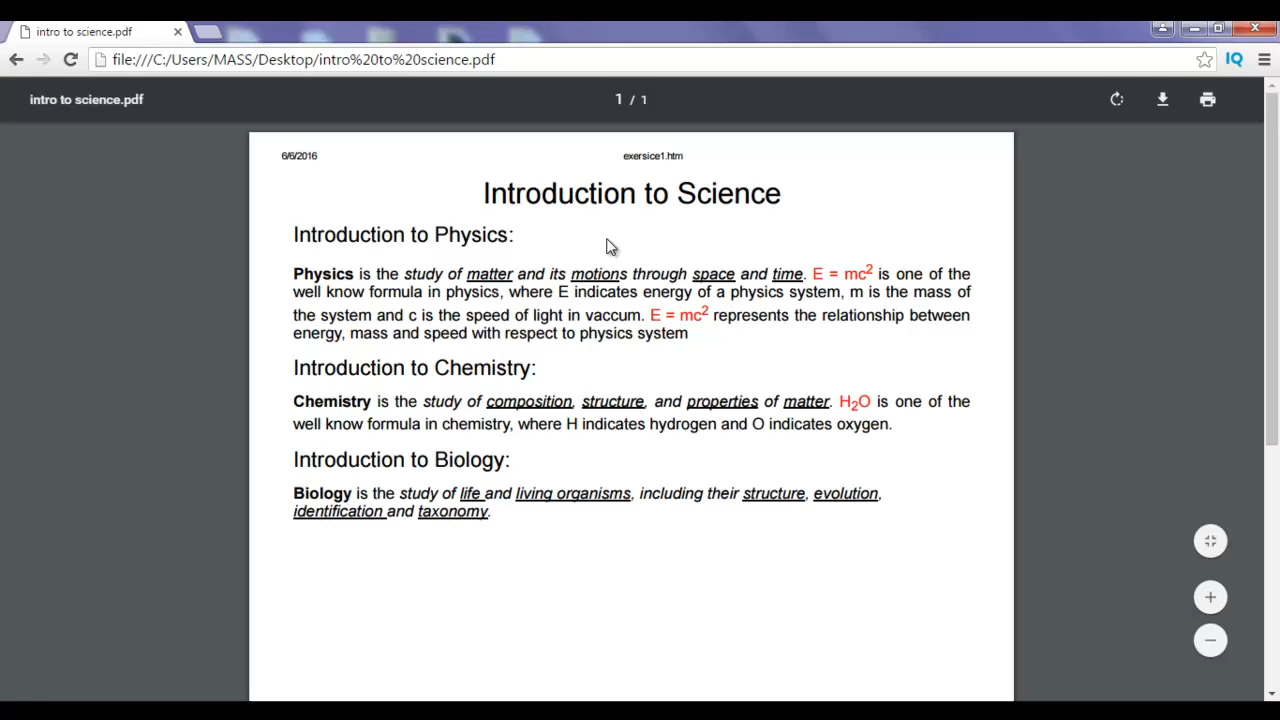 intro to science.pdf
file:///C:/Users/MASS/Desktop/intro%20to%20science.pdf
IQ
intro to science.pdf
1 / 1
6/6/2016 exersice1.htm
Introduction to Science
Introduction to Physics:
Physics is the study of matter and its motions through space and time. E = mc² is one of the
well know formula in physics, where E indicates energy of a physics system, m is the mass of
the system and c is the speed of light in vaccum. E = mc² represents the relationship between
energy, mass and speed with respect to physics system
Introduction to Chemistry:
Chemistry is the study of composition, structure, and properties of matter. H₂O is one of the
well know formula in chemistry, where H indicates hydrogen and O indicates oxygen.
Introduction to Biology:
Biology is the study of life and living organisms, including their structure, evolution,
identification and taxonomy.